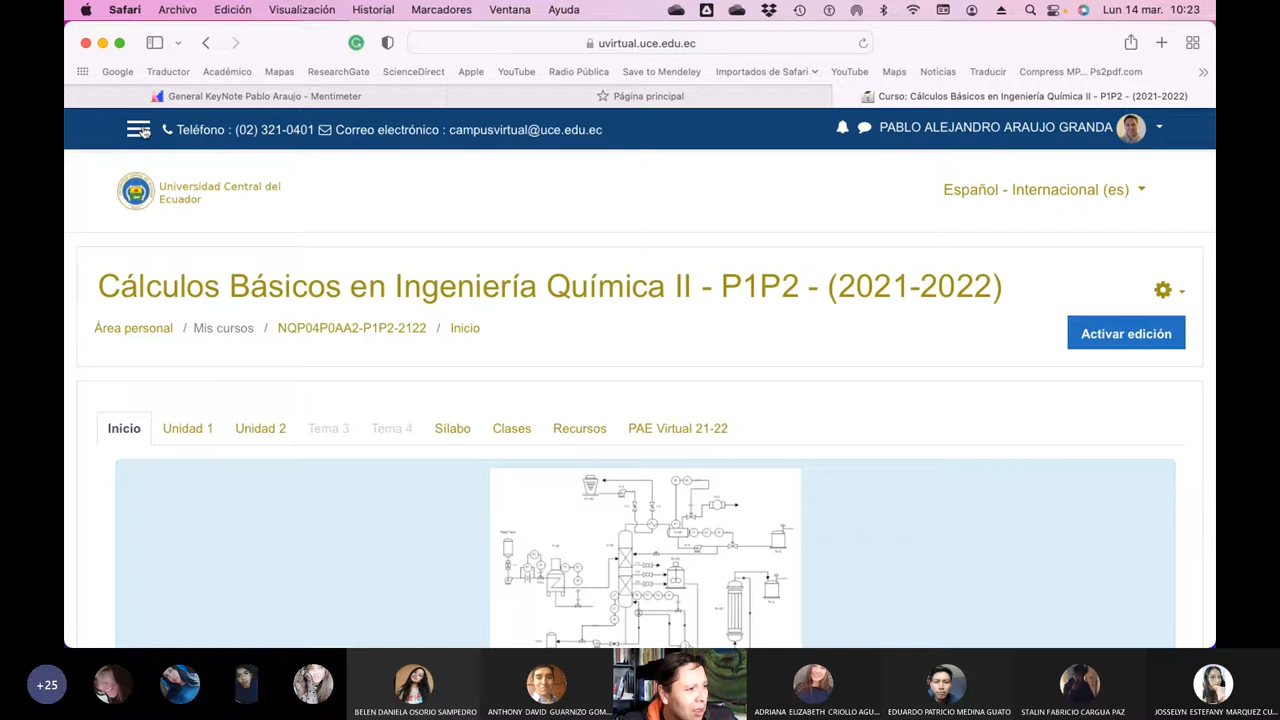 Safari Archivo Edición Visualización Historial Marcadores Ventana Ayuda Lun 14 mar. 10:23
uvirtual.uce.edu.ec
Google Traductor Académico Mapas ResearchGate ScienceDirect Apple YouTube Radio Pública Save to Mendeley Importados de Safari YouTube Maps Noticias Traducir Compress MP... Ps2pdf.com
General KeyNote Pablo Araujo - Mentimeter Página principal Curso: Cálculos Básicos en Ingeniería Química II - P1P2 - (2021-2022)
Teléfono : (02) 321-0401 Correo electrónico : campusvirtual@uce.edu.ec PABLO ALEJANDRO ARAUJO GRANDA
Universidad Central del
Ecuador
Español - Internacional (es)
Cálculos Básicos en Ingeniería Química II - P1P2 - (2021-2022)
Área personal / Mis cursos / NQP04P0AA2-P1P2-2122 / Inicio
Activar edición
Inicio Unidad 1 Unidad 2 Tema 3 Tema 4 Sílabo Clases Recursos PAE Virtual 21-22
+25
BELEN DANIELA OSORIO SAMPEDRO ANTHONY DAVID GUARNIZO GOM... ADRIANA ELIZABETH CRIOLLO AGU... EDUARDO PATRICIO MEDINA GUATO STALIN FABRICIO CARGUA PAZ JOSSELYN ESTEFANY MARQUEZ CU...